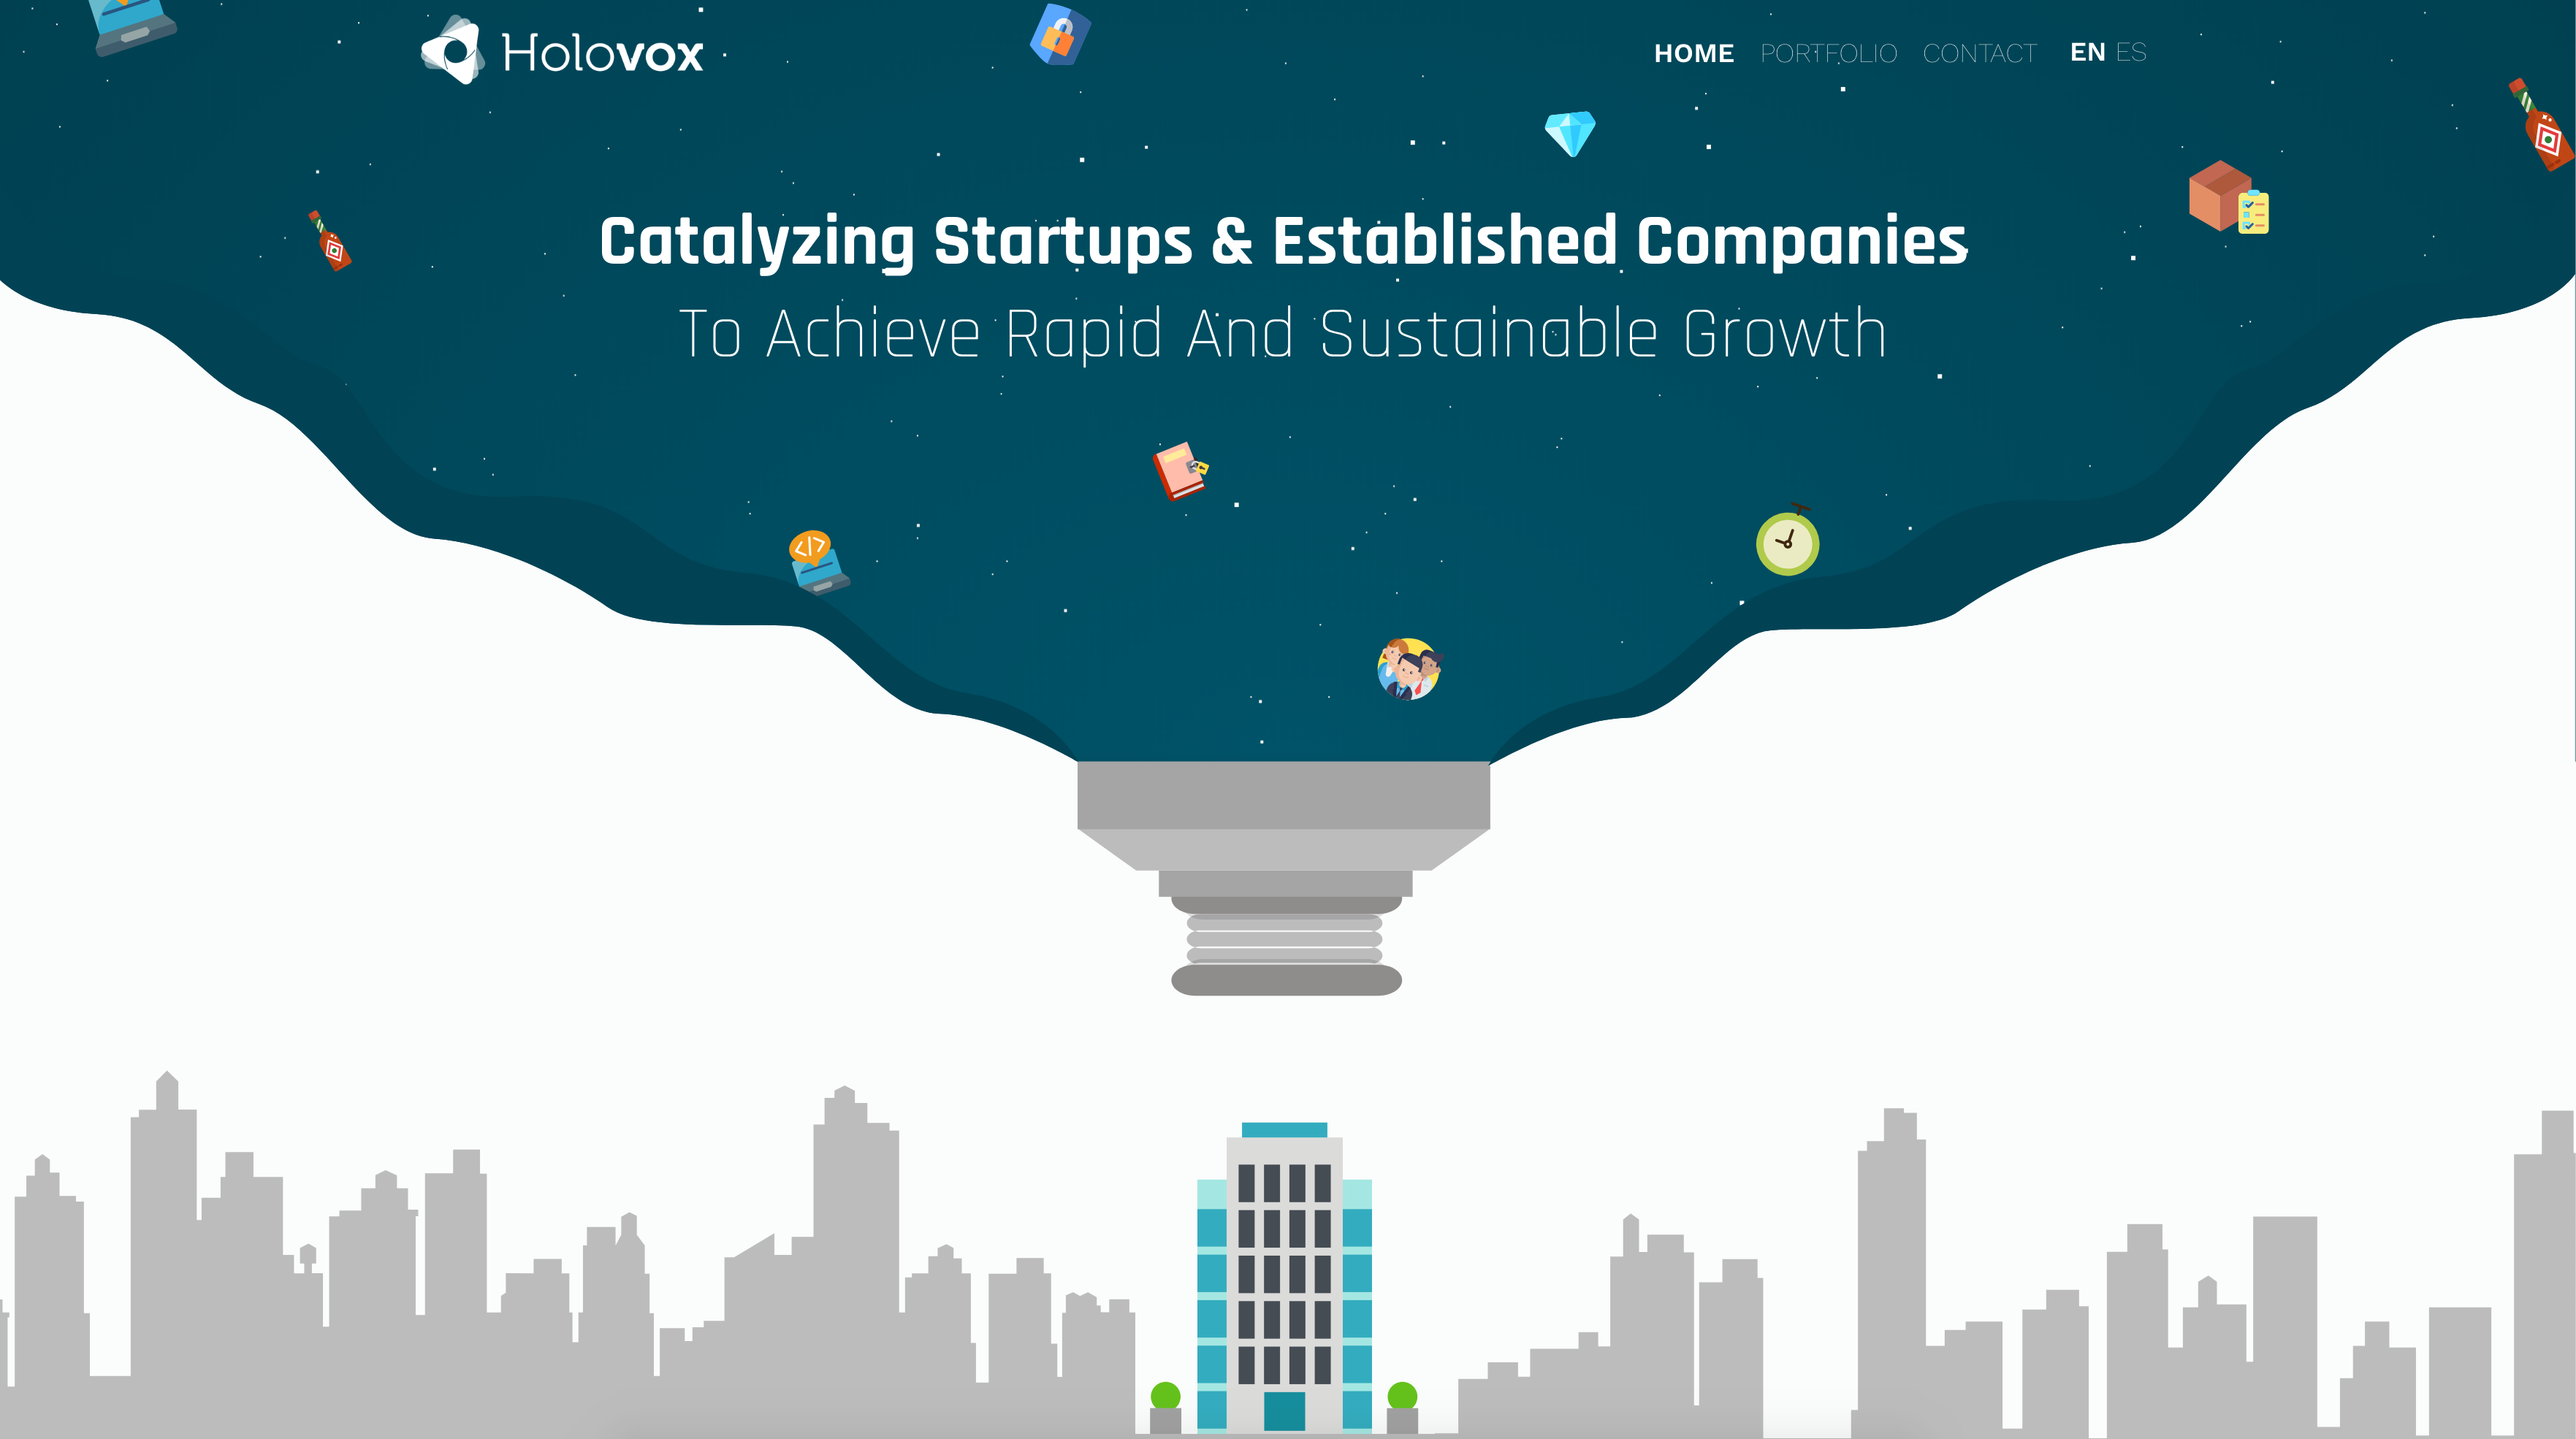 Holovox
HOME PORTFOLIO CONTACT EN ES
Catalyzing Startups & Established Companies
To Achieve Rapid And Sustainable Growth
</>